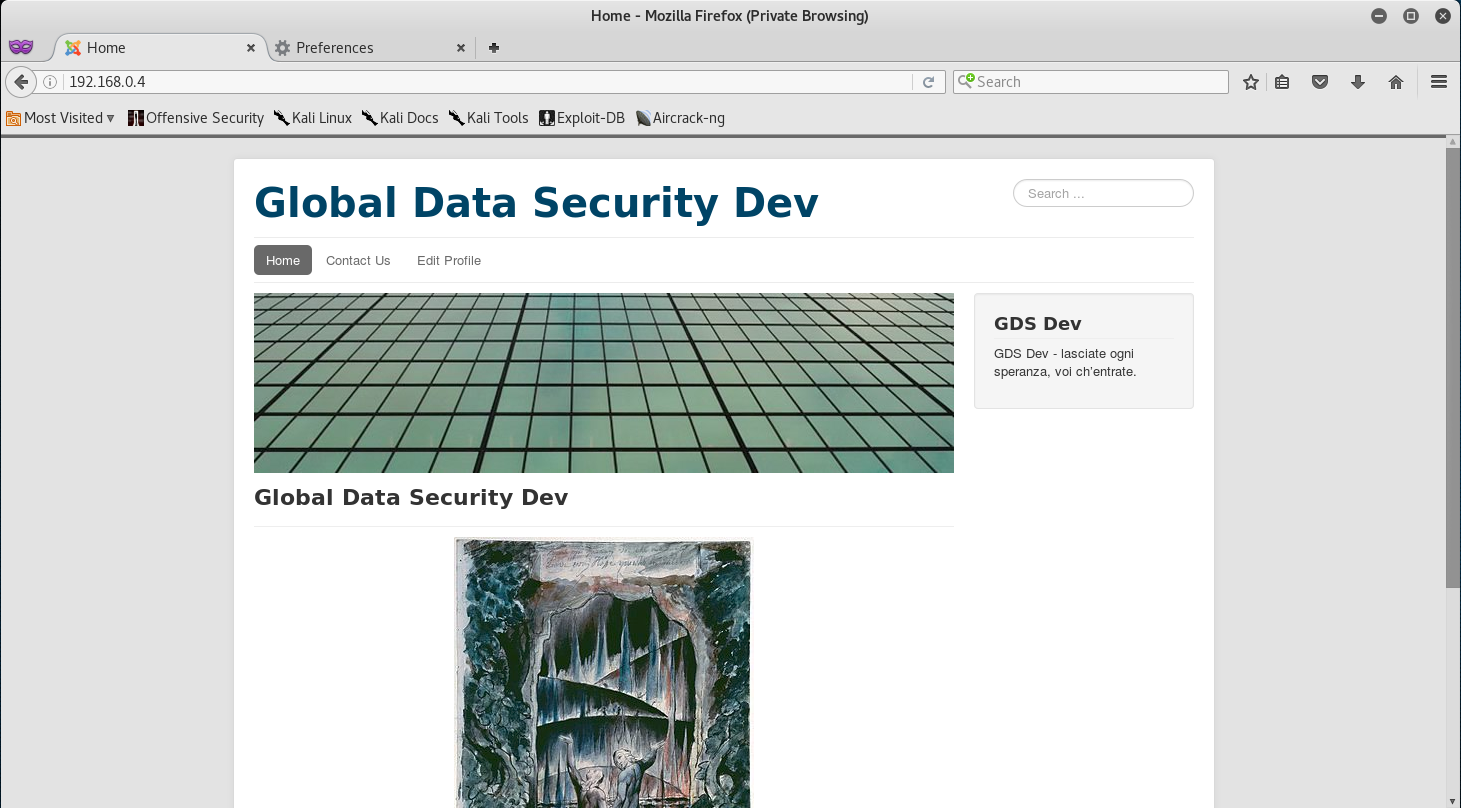 Home - Mozilla Firefox (Private Browsing)
Home
Preferences
192.168.0.4
Search
Most Visited
Offensive Security
Kali Linux
Kali Docs
Kali Tools
Exploit-DB
Aircrack-ng
Global Data Security Dev
Search ...
Home
Contact Us
Edit Profile
GDS Dev
GDS Dev - lasciate ogni
speranza, voi ch'entrate.
Global Data Security Dev